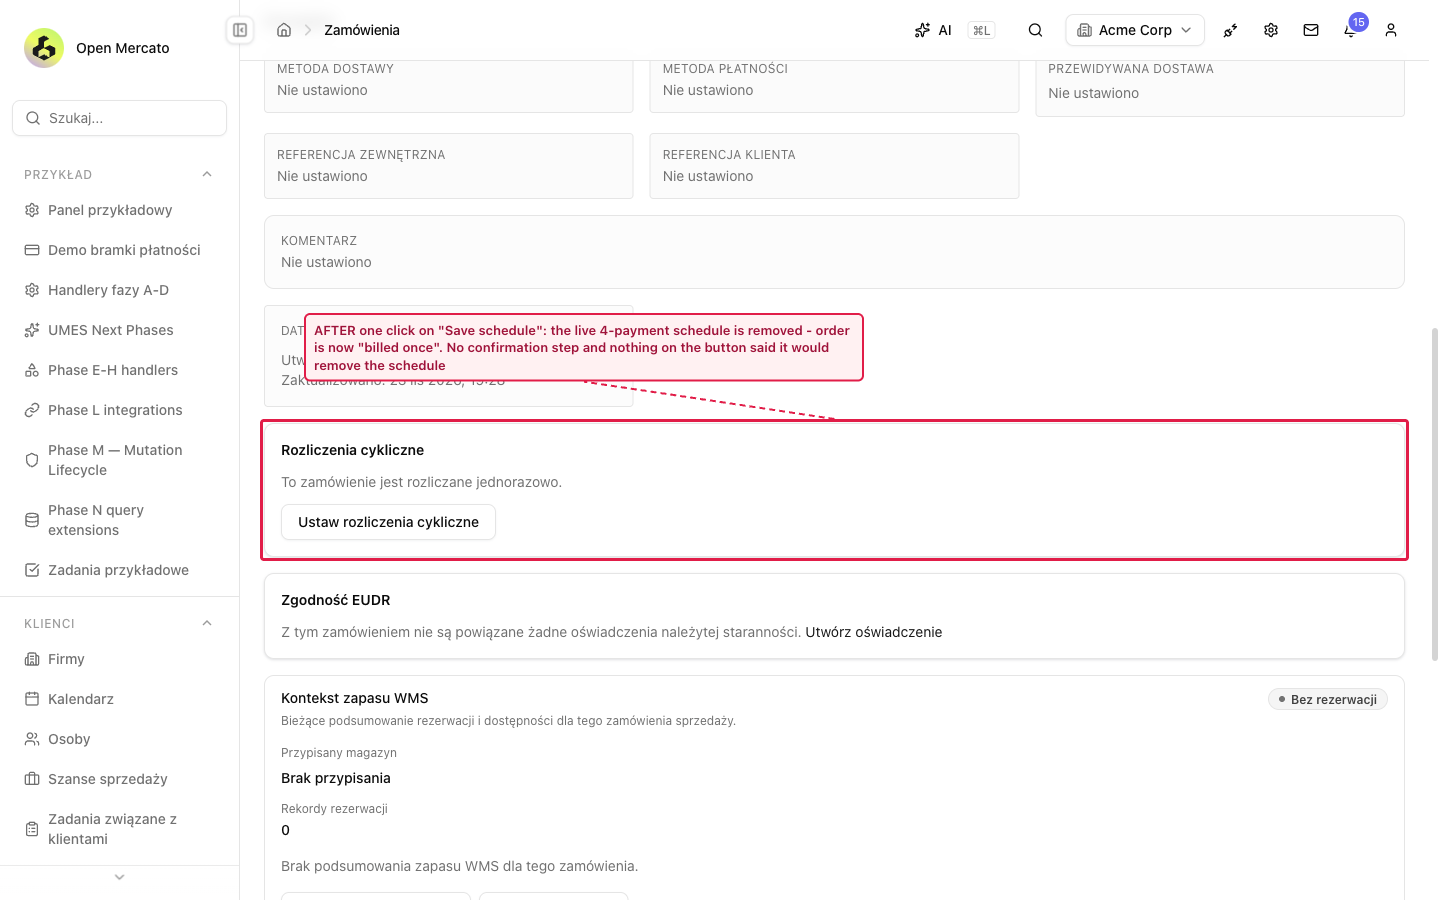 Open Mercato
Zamówienia
AI
⌘L
Acme Corp
15
Szukaj...
PRZYKŁAD
Panel przykładowy
Demo bramki płatności
Handlery fazy A-D
UMES Next Phases
Phase E-H handlers
Phase L integrations
Phase M — Mutation
Lifecycle
Phase N query
extensions
Zadania przykładowe
KLIENCI
Firmy
Kalendarz
Osoby
Szanse sprzedaży
Zadania związane z
klientami
METODA DOSTAWY
Nie ustawiono
METODA PŁATNOŚCI
Nie ustawiono
PRZEWIDYWANA DOSTAWA
Nie ustawiono
REFERENCJA ZEWNĘTRZNA
Nie ustawiono
REFERENCJA KLIENTA
Nie ustawiono
KOMENTARZ
Nie ustawiono
DAT
Utw
AFTER one click on "Save schedule": the live 4-payment schedule is removed - order
is now "billed once". No confirmation step and nothing on the button said it would
remove the schedule
Rozliczenia cykliczne
To zamówienie jest rozliczane jednorazowo.
Ustaw rozliczenia cykliczne
Zgodność EUDR
Z tym zamówieniem nie są powiązane żadne oświadczenia należytej staranności. Utwórz oświadczenie
Kontekst zapasu WMS
Bez rezerwacji
Bieżące podsumowanie rezerwacji i dostępności dla tego zamówienia sprzedaży.
Przypisany magazyn
Brak przypisania
Rekordy rezerwacji
0
Brak podsumowania zapasu WMS dla tego zamówienia.